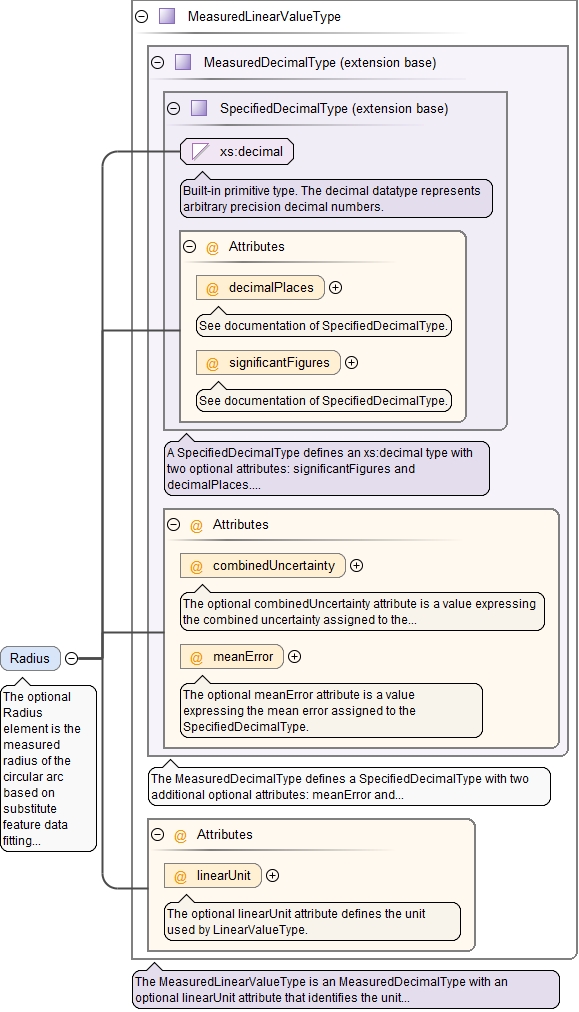 MeasuredLinearValueType
MeasuredDecimalType (extension base)
SpecifiedDecimalType (extension base)
xs:decimal
Built-in primitive type. The decimal datatype represents
arbitrary precision decimal numbers.
@ Attributes
@ decimalPlaces
See documentation of SpecifiedDecimalType.
@ significantFigures
See documentation of SpecifiedDecimalType.
A SpecifiedDecimalType defines an xs:decimal type with
two optional attributes: significantFigures and
decimalPlaces....
@ Attributes
@ combinedUncertainty
The optional combinedUncertainty attribute is a value expressing
the combined uncertainty assigned to the...
@ meanError
The optional meanError attribute is a value
expressing the mean error assigned to the
SpecifiedDecimalType.
Radius
The optional
Radius
element is the
measured
radius of the
circular arc
based on
substitute
feature data
fitting...
The MeasuredDecimalType defines a SpecifiedDecimalType with two
additional optional attributes: meanError and...
@ Attributes
@ linearUnit
The optional linearUnit attribute defines the unit
used by LinearValueType.
The MeasuredLinearValueType is an MeasuredDecimalType with an
optional linearUnit attribute that identifies the unit...